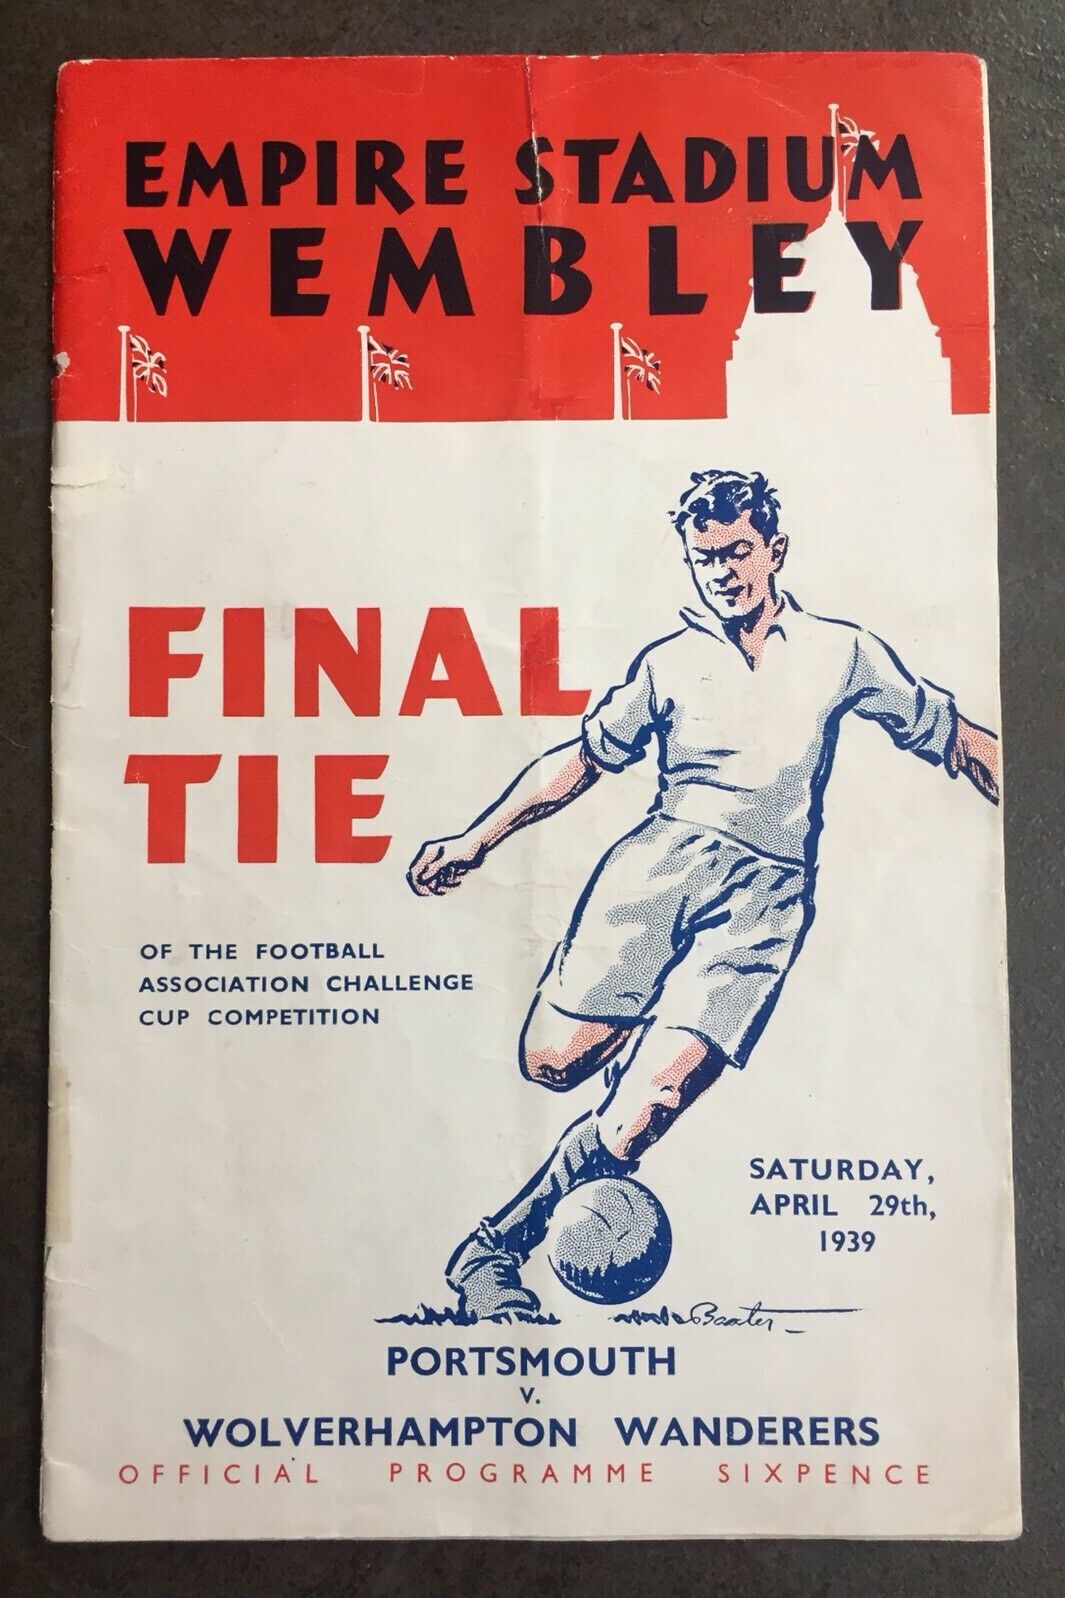 EMPIRE STADIUM
WEMBLEY
FINAL
TIE
OF THE FOOTBALL
ASSOCIATION CHALLENGE
CUP COMPETITION
SATURDAY,
APRIL 29th,
1939
Baxter
PORTSMOUTH
V.
WOLVERHAMPTON WANDERERS
OFFICIAL PROGRAMME SIXPENCE